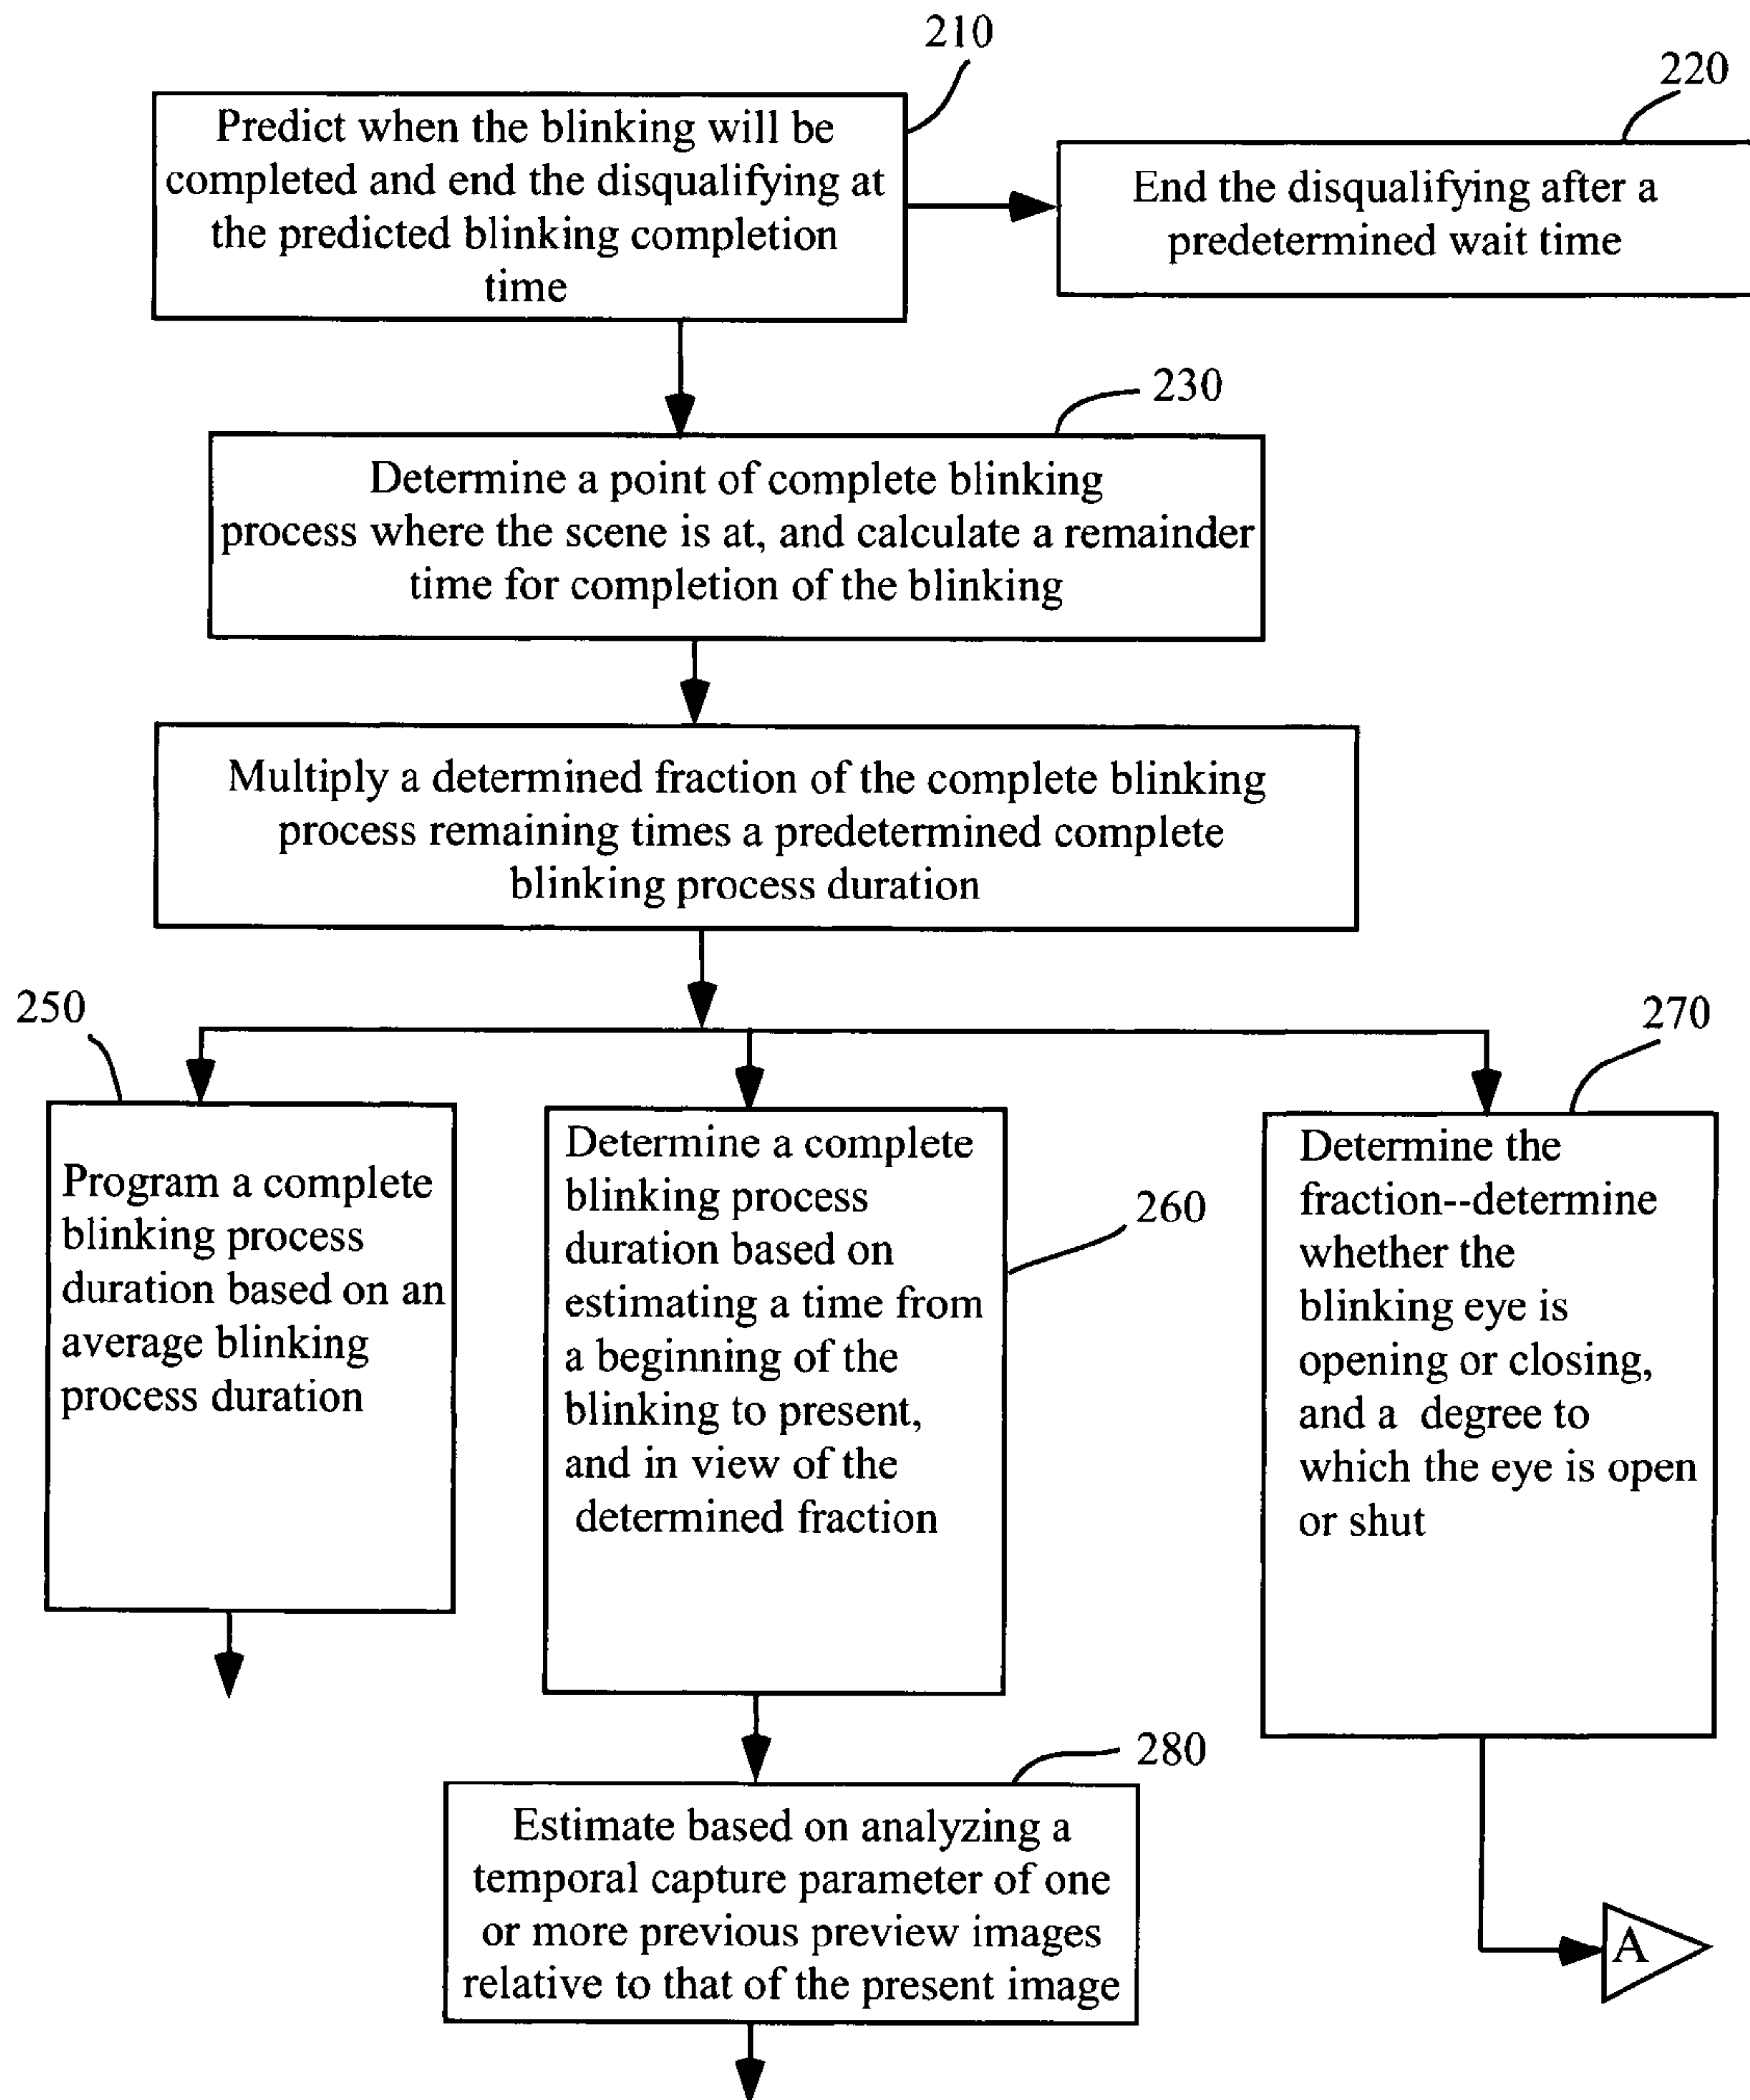 210
Predict when the blinking will be
completed and end the disqualifying at
the predicted blinking completion
time
220
End the disqualifying after a
predetermined wait time
230
Determine a point of complete blinking
process where the scene is at, and calculate a remainder
time for completion of the blinking
Multiply a determined fraction of the complete blinking
process remaining times a predetermined complete
blinking process duration
250
Program a complete
blinking process
duration based on an
average blinking
process duration
260
Determine a complete
blinking process
duration based on
estimating a time from
a beginning of the
blinking to present,
and in view of the
determined fraction
270
Determine the
fraction--determine
whether the
blinking eye is
opening or closing,
and a degree to
which the eye is open
or shut
280
Estimate based on analyzing a
temporal capture parameter of one
or more previous preview images
relative to that of the present image
A